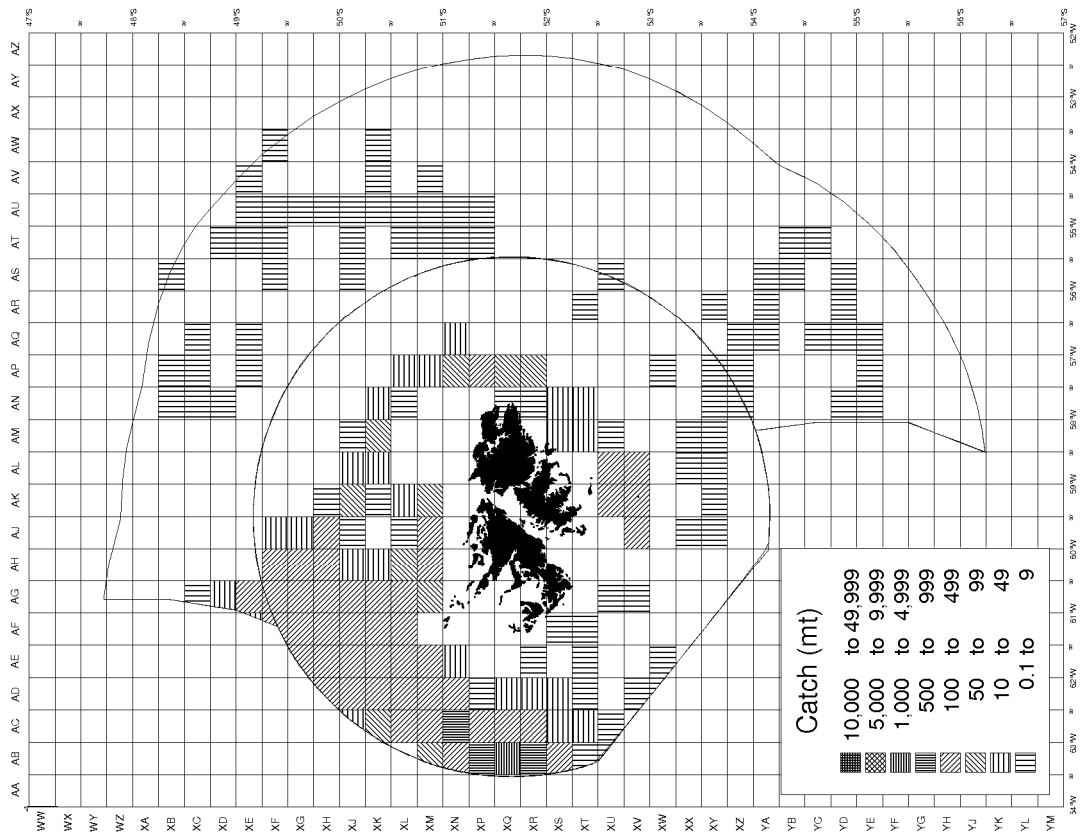 47°S 48°S 49°S 50°S 51°S 52°S 53°S 54°S 55°S 56°S 57°S
AZ
AY
AX
AW
AV
AU
AT
AS
AR
AQ
AP
AN
AM
AL
AK
AJ
AH
AG
AF
AE
AD
AC
AB
AA
52°W
53°W
54°W
55°W
56°W
57°W
58°W
59°W
60°W
61°W
62°W
63°W
WW WX WY WZ XA XB XC XD XE XF XG XH XJ XK XL XM XN XP XQ XR XS XT XU XV XX XY XZ YA YB YC YD YE YF YG YH YJ YK YL YM
Catch (mt)
10,000 to 49,999
5,000 to 9,999
1,000 to 4,999
500 to 999
100 to 499
50 to 99
10 to 49
0.1 to 9